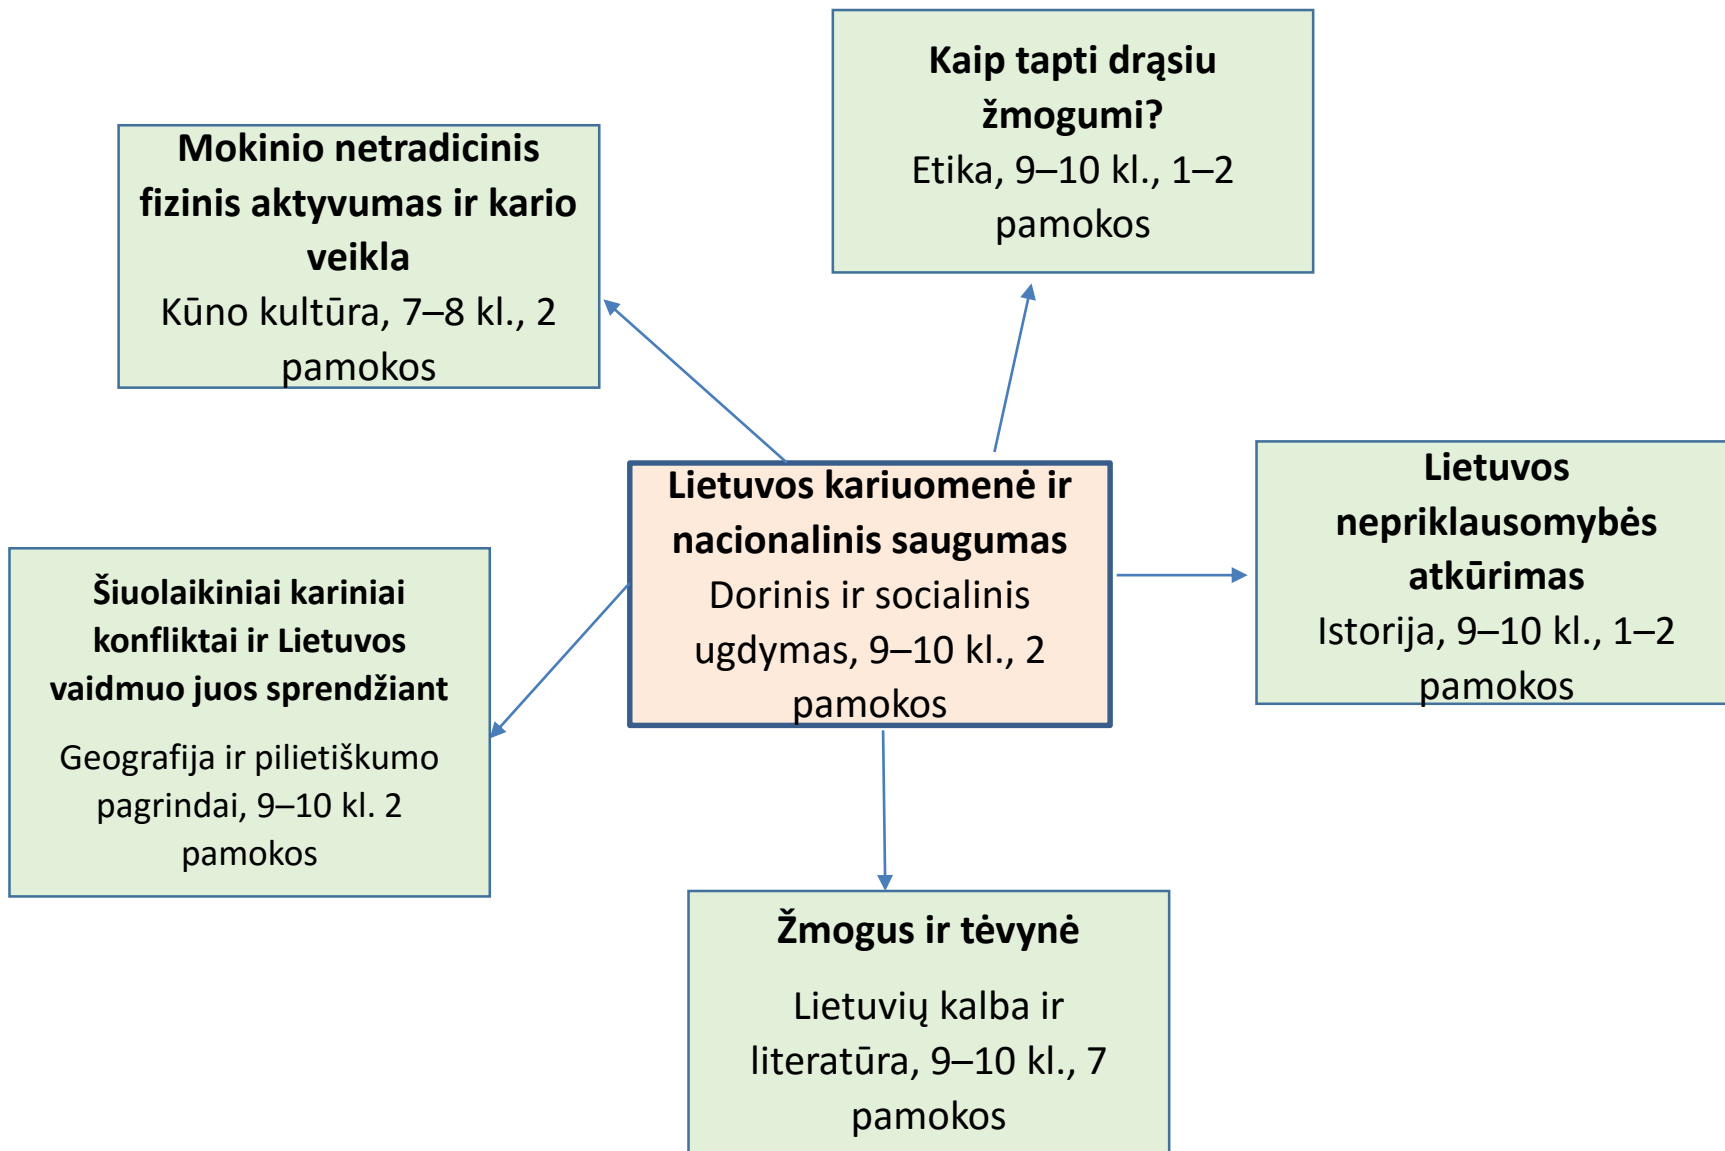 Kaip tapti drąsiu
žmogumi?
Etika, 9–10 kl., 1–2
pamokos
Mokinio netradicinis
fizinis aktyvumas ir kario
veikla
Kūno kultūra, 7–8 kl., 2
pamokos
Lietuvos kariuomenė ir
nacionalinis saugumas
Dorinis ir socialinis
ugdymas, 9–10 kl., 2
pamokos
Lietuvos
nepriklausomybės
atkūrimas
Istorija, 9–10 kl., 1–2
pamokos
Šiuolaikiniai kariniai
konfliktai ir Lietuvos
vaidmuo juos sprendžiant
Geografija ir pilietiškumo
pagrindai, 9–10 kl. 2
pamokos
Žmogus ir tėvynė
Lietuvių kalba ir
literatūra, 9–10 kl., 7
pamokos